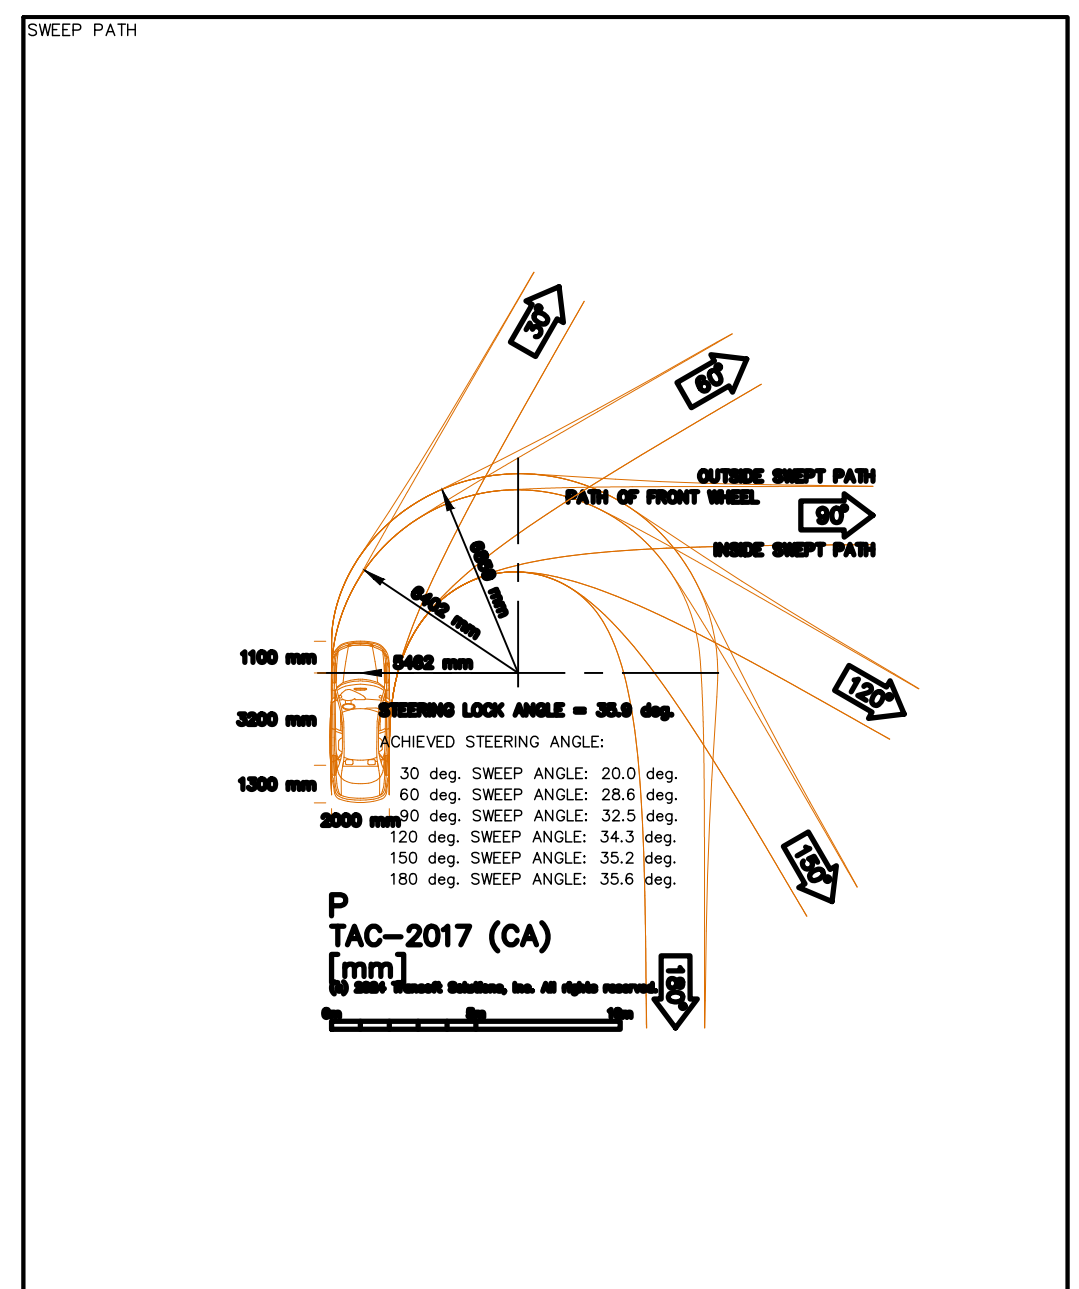 SWEEP PATH
30°
60°
OUTSIDE SWEPT PATH
PATH OF FRONT WHEEL
90°
INSIDE SWEPT PATH
mm
6402 mm
1100 mm
5462 mm
120°
STEERING LOCK ANGLE = 35.9 deg.
3200 mm
ACHIEVED STEERING ANGLE:
30 deg. SWEEP ANGLE: 20.0 deg.
1300 mm
60 deg. SWEEP ANGLE: 28.6 deg.
2000 mm
90 deg. SWEEP ANGLE: 32.5 deg.
120 deg. SWEEP ANGLE: 34.3 deg.
150 deg. SWEEP ANGLE: 35.2 deg.
150°
180 deg. SWEEP ANGLE: 35.6 deg.
P
TAC-2017 (CA)
[mm]
180°
(c) 2024 Transoft Solutions, Inc. All rights reserved.
0m 5m 10m